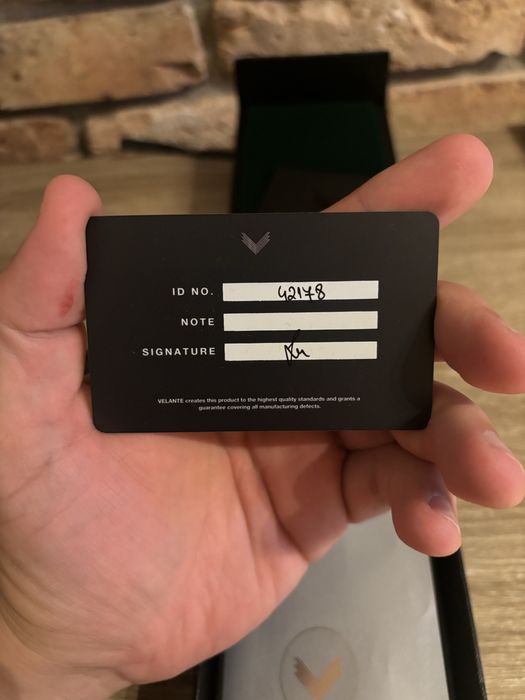 ID NO. 42178
NOTE
SIGNATURE
VELANTE creates this product to the highest quality standards and grants a
guarantee covering all manufacturing defects.